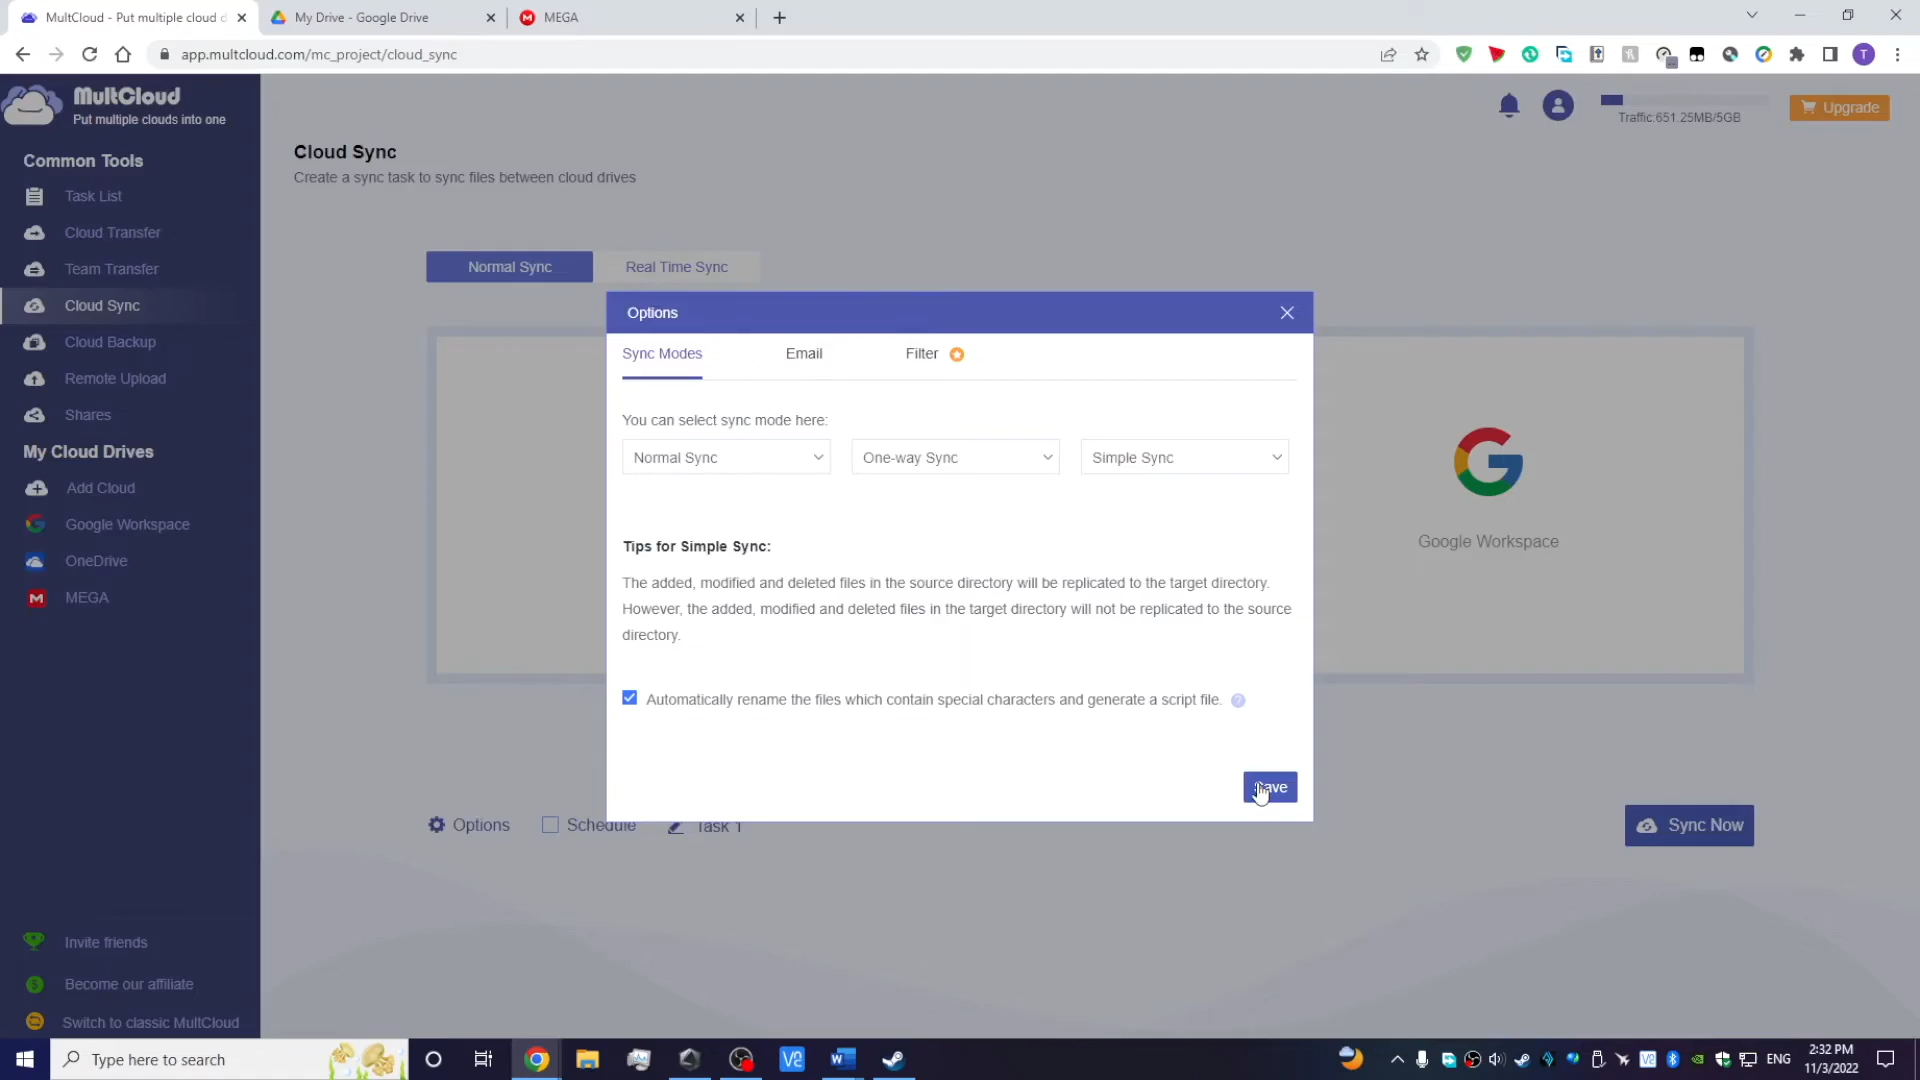 MultCloud - Put multiple cloud d
My Drive - Google Drive
MEGA
app.multcloud.com/mc_project/cloud_sync
T
MultCloud
Put multiple clouds into one
Traffic:651.25MB/5GB
Upgrade
Common Tools
Task List
Cloud Transfer
Team Transfer
Cloud Sync
Cloud Backup
Remote Upload
Shares
My Cloud Drives
Add Cloud
Google Workspace
OneDrive
MEGA
Invite friends
Become our affiliate
Switch to classic MultCloud
Cloud Sync
Create a sync task to sync files between cloud drives
Normal Sync
Real Time Sync
Options
Sync Modes
Email
Filter
You can select sync mode here:
Normal Sync
One-way Sync
Simple Sync
Tips for Simple Sync:
The added, modified and deleted files in the source directory will be replicated to the target directory.
However, the added, modified and deleted files in the target directory will not be replicated to the source
directory.
Automatically rename the files which contain special characters and generate a script file. ?
Google Workspace
Options
Schedule
Task 1
Sync Now
Type here to search
ENG
2:32 PM
11/3/2022